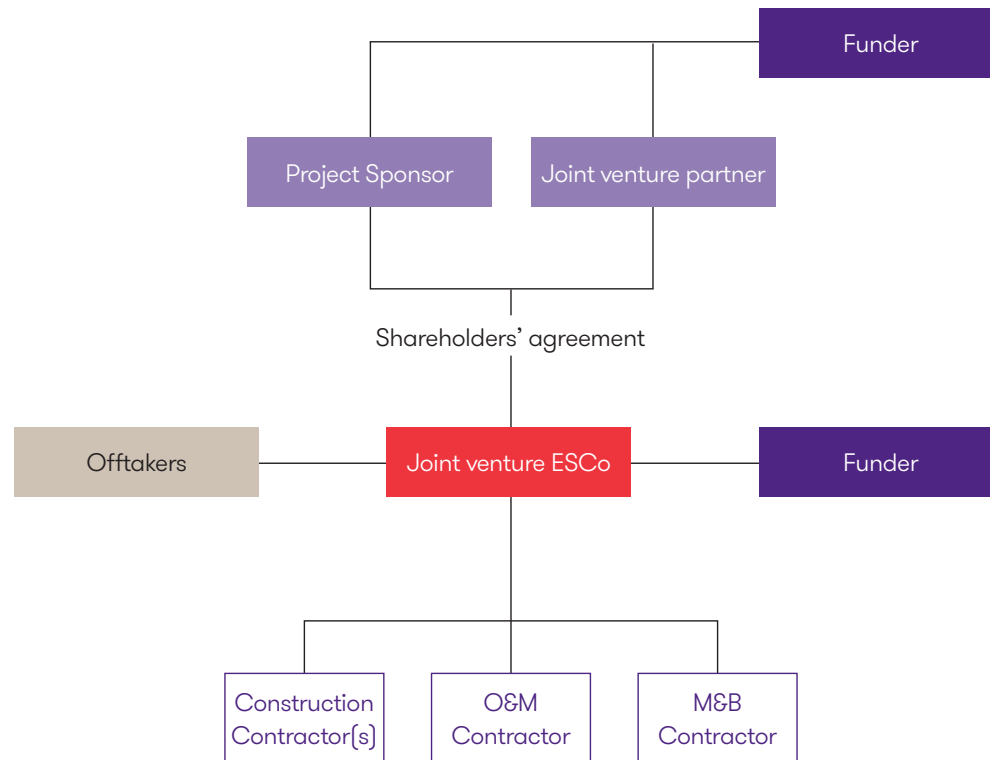 Funder
Project Sponsor
Joint venture partner
Shareholders’ agreement
Offtakers
Joint venture ESCo
Funder
Construction
Contractor(s)
O&M
Contractor
M&B
Contractor